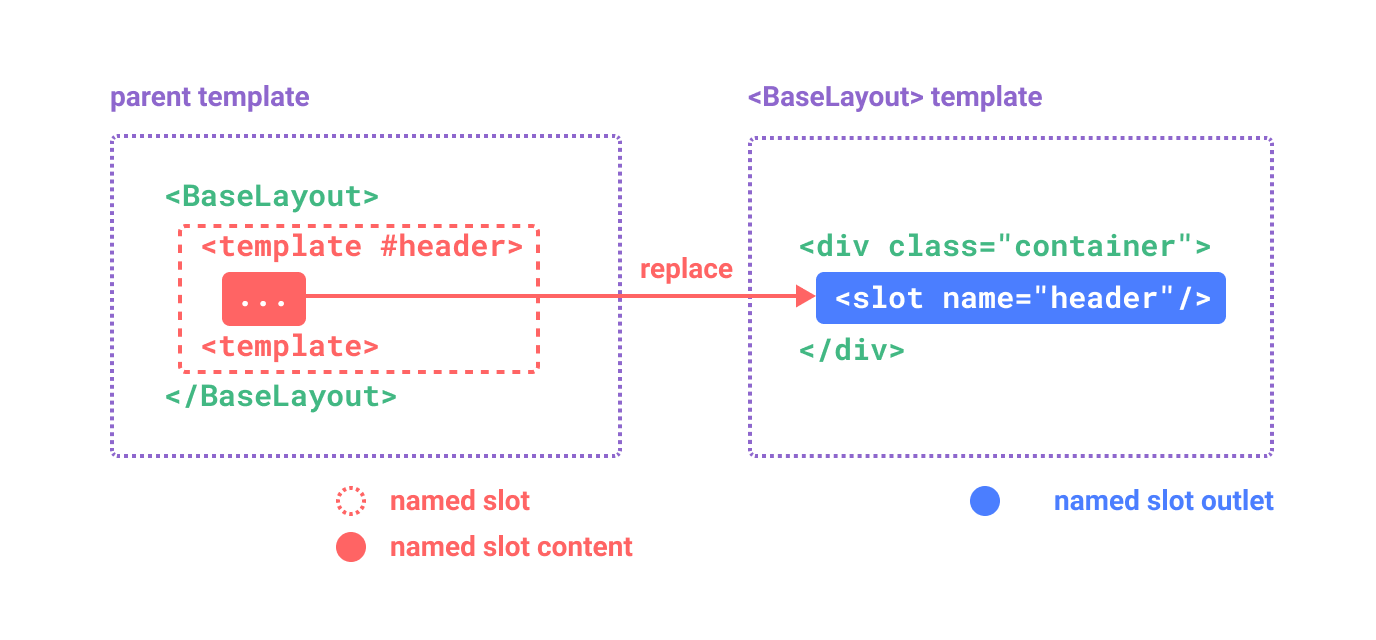 parent template
<BaseLayout>
<template #header>
...
<template>
</BaseLayout>
replace
<BaseLayout> template
<div class="container">
<slot name="header"/>
</div>
named slot
named slot content
named slot outlet